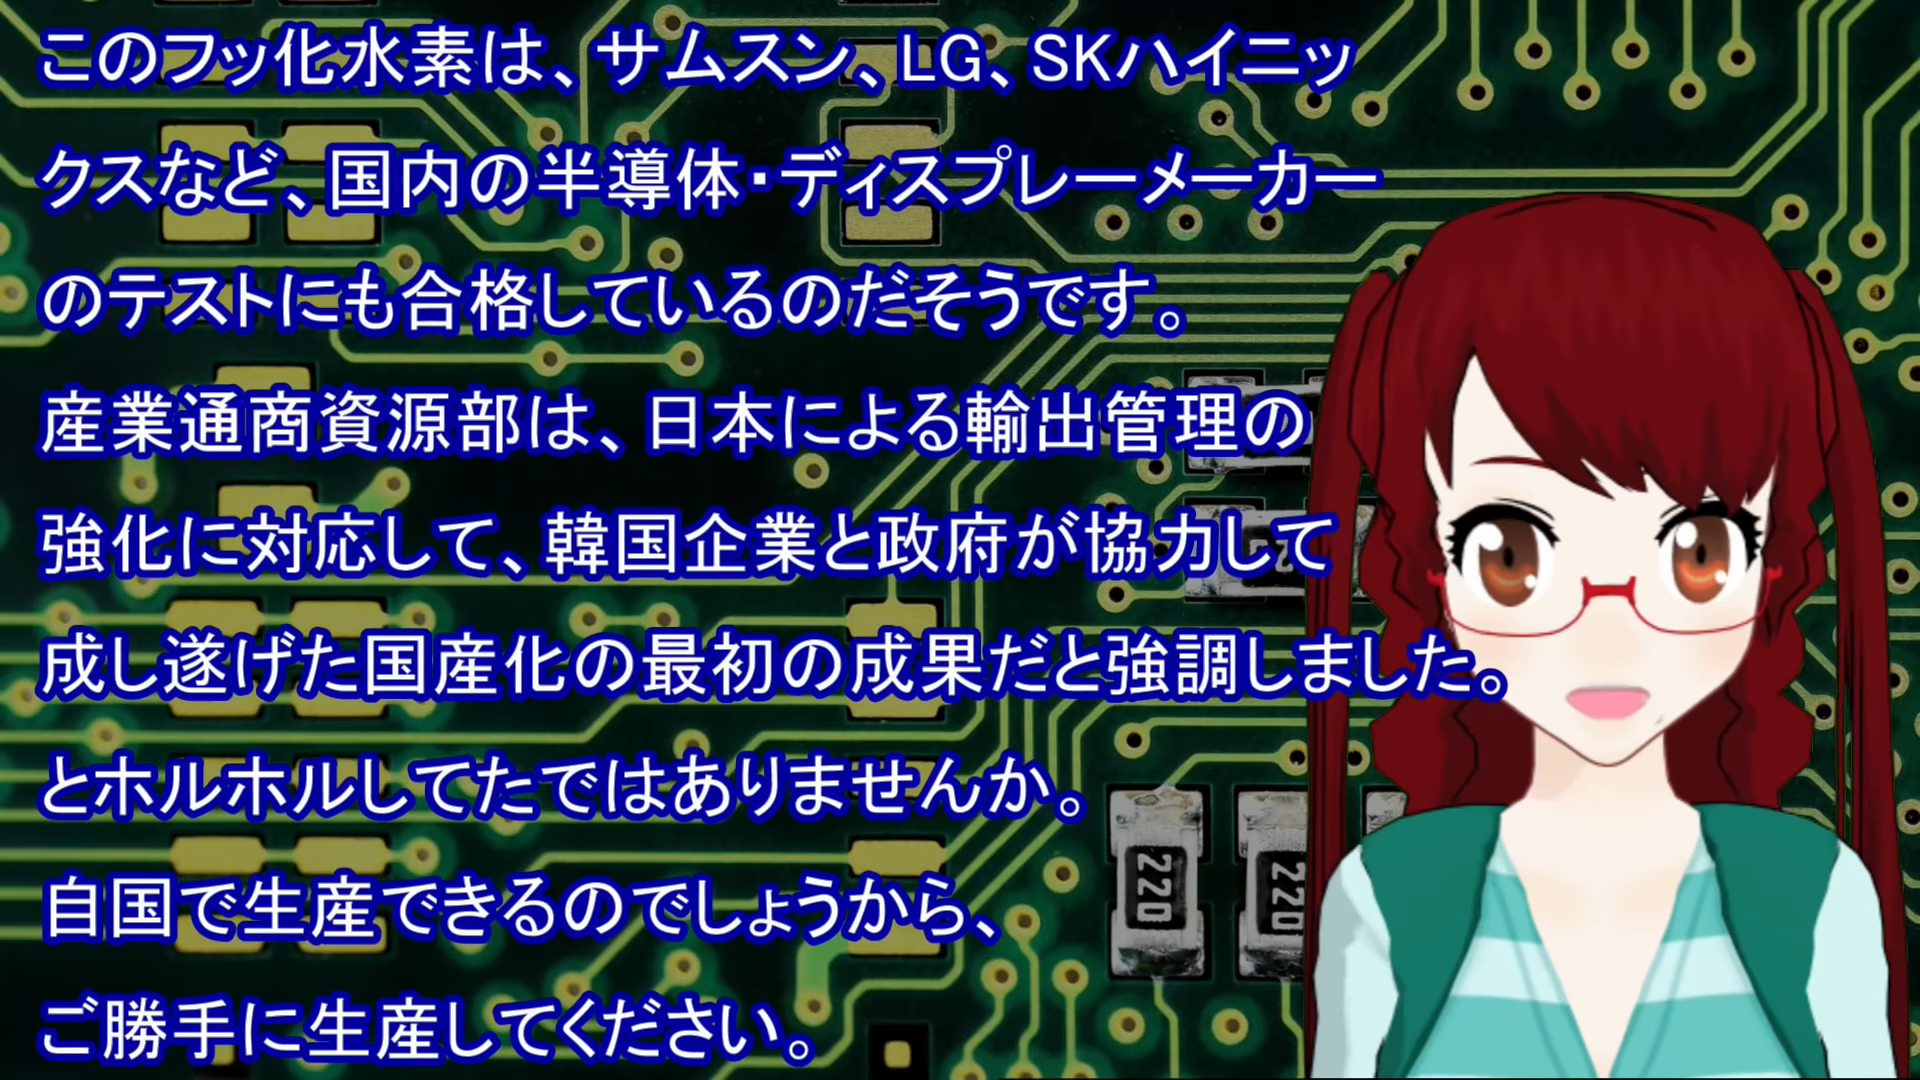 このフッ化水素は、サムスン、LG、SKハイニッ
クスなど、国内の半導体・ディスプレーメーカー
のテストにも合格しているのだそうです。
産業通商資源部は、日本による輸出管理の
強化に対応して、韓国企業と政府が協力して
成し遂げた国産化の最初の成果だと強調しました。
とホルホルしてたではありませんか。
自国で生産できるのでしょうから、
ご勝手に生産してください。
220
220